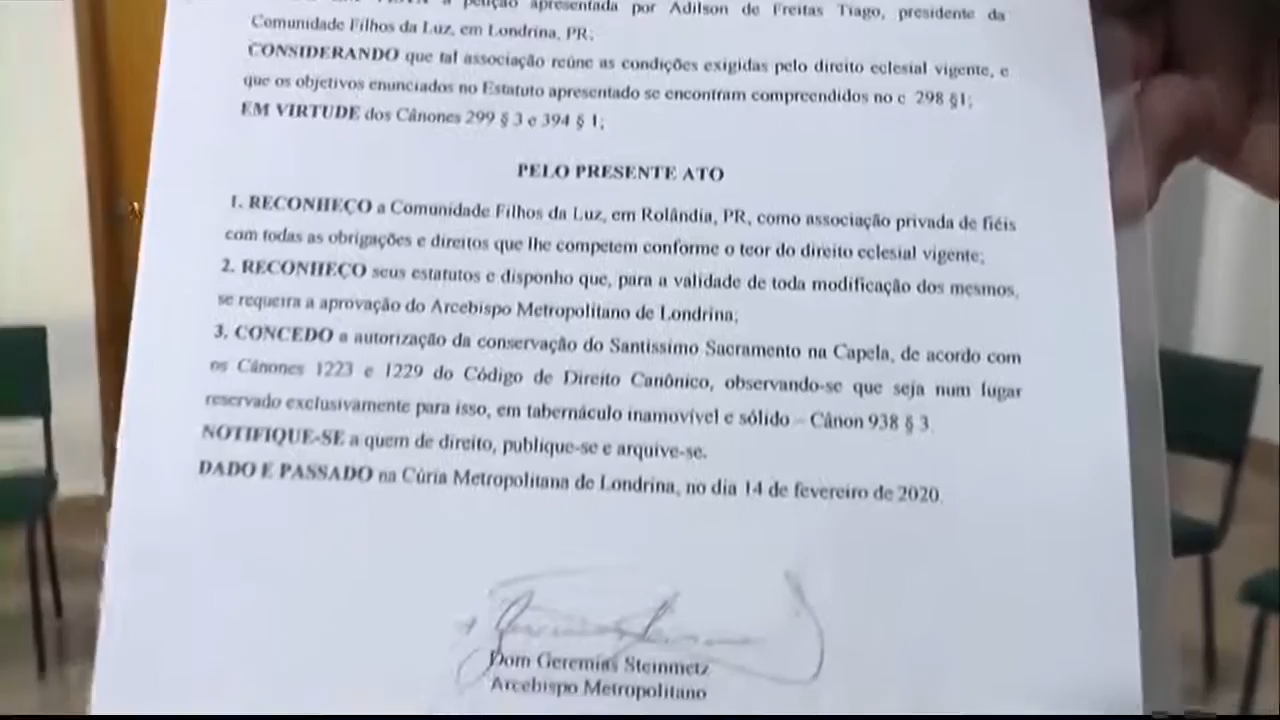 a petição apresentada por Adilson de Freitas Tiago, presidente da
Comunidade Filhos da Luz, em Londrina, PR;
CONSIDERANDO que tal associação reúne as condições exigidas pelo direito eclesial vigente, e
que os objetivos enunciados no Estatuto apresentado se encontram compreendidos no c 298 §1;
EM VIRTUDE dos Cânones 299 § 3 e 394 § 1;
PELO PRESENTE ATO
1. RECONHEÇO a Comunidade Filhos da Luz, em Rolândia, PR, como associação privada de fiéis
com todas as obrigações e direitos que lhe competem conforme o teor do direito eclesial vigente;
2. RECONHEÇO seus estatutos e disponho que, para a validade de toda modificação dos mesmos,
se requeira a aprovação do Arcebispo Metropolitano de Londrina;
3. CONCEDO a autorização da conservação do Santíssimo Sacramento na Capela, de acordo com
os Cânones 1223 e 1229 do Código de Direito Canônico, observando-se que seja num lugar
reservado exclusivamente para isso, em tabernáculo inamovível e sólido – Cânon 938 § 3.
NOTIFIQUE-SE a quem de direito, publique-se e arquive-se.
DADO E PASSADO na Cúria Metropolitana de Londrina, no dia 14 de fevereiro de 2020.
Dom Geremias Steinmetz
Arcebispo Metropolitano